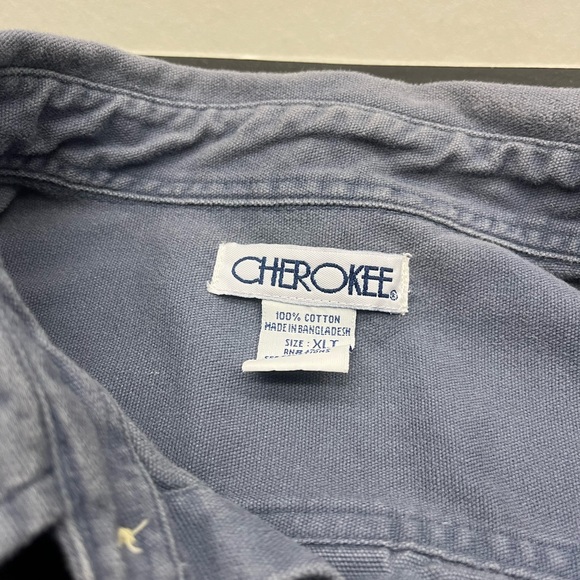 CHEROKEE®
100% COTTON
MADE IN BANGLADESH
SIZE : XLT